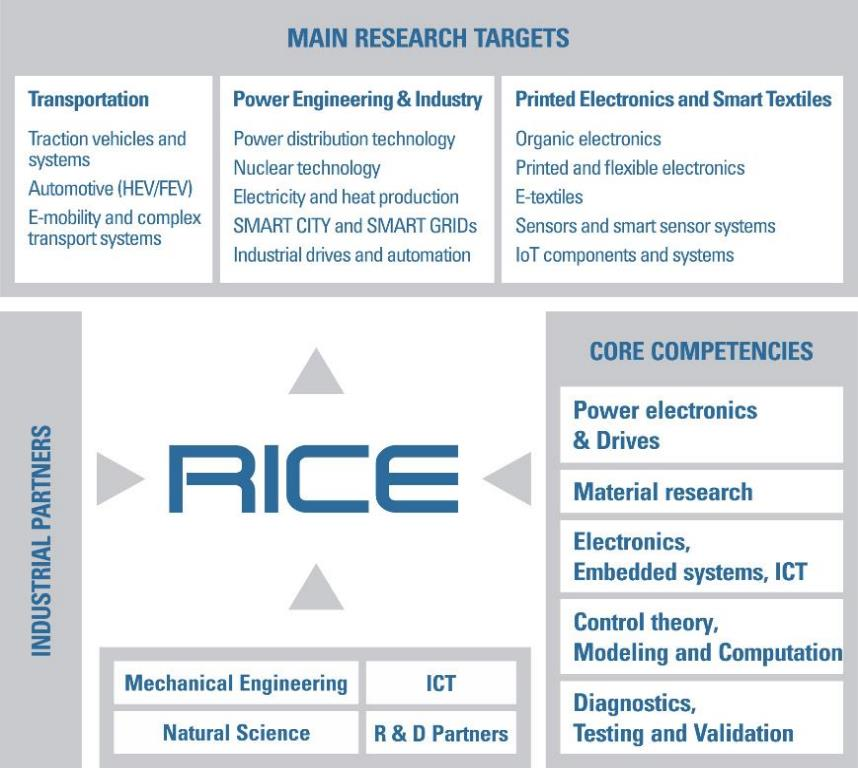 MAIN RESEARCH TARGETS
Transportation
Traction vehicles and
systems
Automotive (HEV/FEV)
E-mobility and complex
transport systems
Power Engineering & Industry
Power distribution technology
Nuclear technology
Electricity and heat production
SMART CITY and SMART GRIDs
Industrial drives and automation
Printed Electronics and Smart Textiles
Organic electronics
Printed and flexible electronics
E-textiles
Sensors and smart sensor systems
IoT components and systems
INDUSTRIAL PARTNERS
RICE
Mechanical Engineering
ICT
Natural Science
R & D Partners
CORE COMPETENCIES
Power electronics
& Drives
Material research
Electronics,
Embedded systems, ICT
Control theory,
Modeling and Computation
Diagnostics,
Testing and Validation